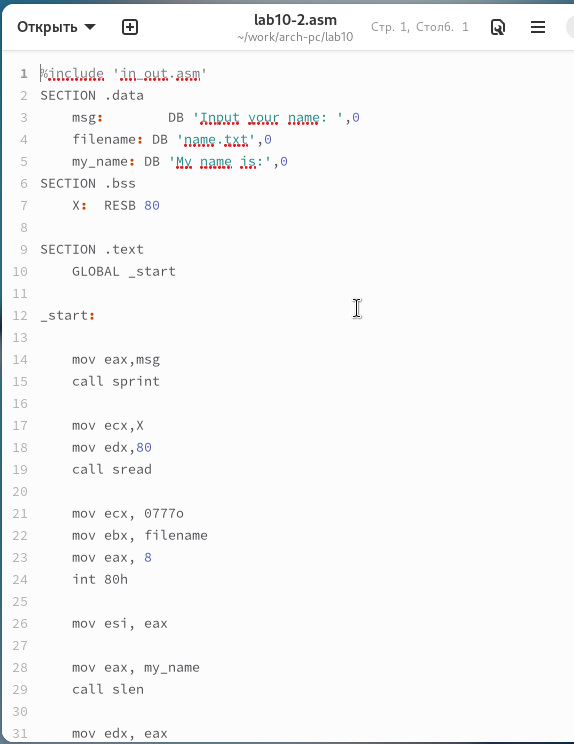 Открыть lab10-2.asm Стр. 1, Столб. 1
~/work/arch-pc/lab10
1 %include 'in_out.asm'
2 SECTION .data
3     msg:        DB 'Input your name: ',0
4     filename: DB 'name.txt',0
5     my_name: DB 'My name is:',0
6 SECTION .bss
7     X:  RESB 80
8
9 SECTION .text
10     GLOBAL _start
11
12 _start:
13
14     mov eax,msg
15     call sprint
16
17     mov ecx,X
18     mov edx,80
19     call sread
20
21     mov ecx, 0777o
22     mov ebx, filename
23     mov eax, 8
24     int 80h
25
26     mov esi, eax
27
28     mov eax, my_name
29     call slen
30
31     mov edx, eax